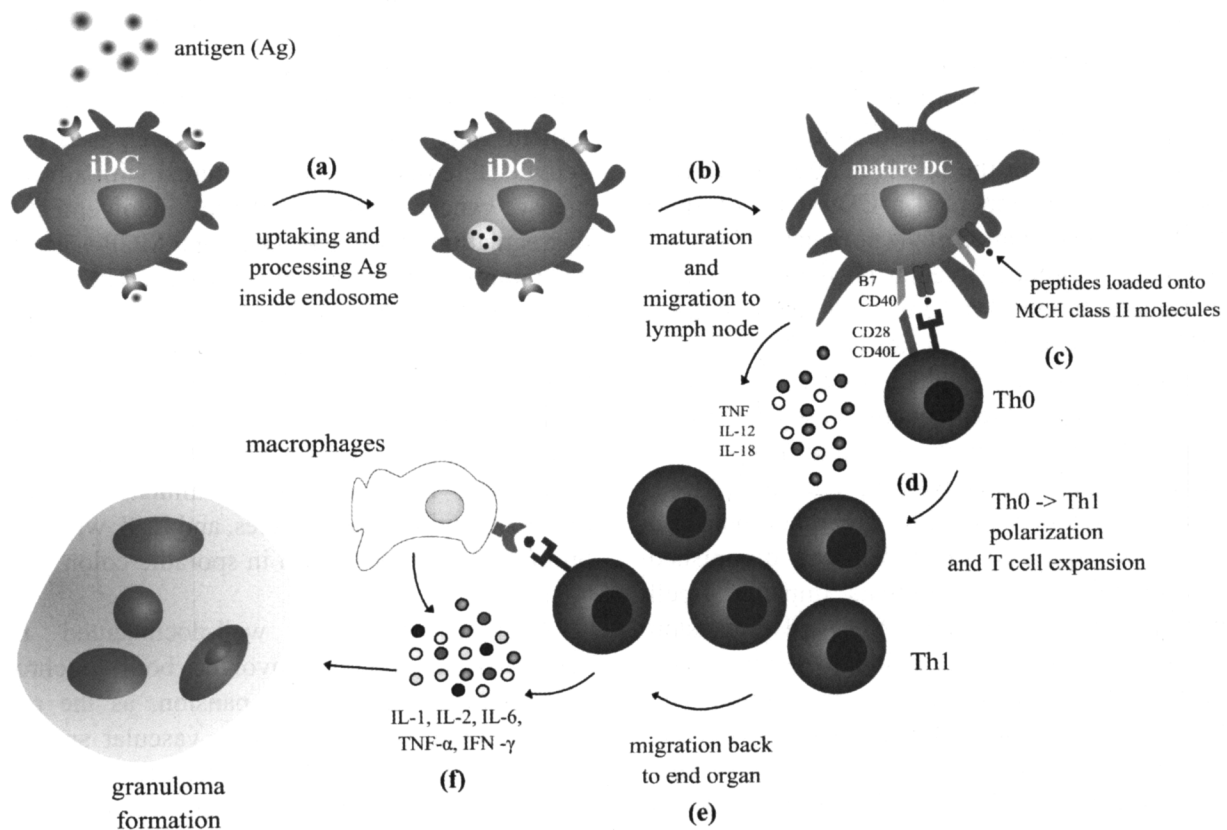 antigen (Ag)
iDC
(a)
uptaking and
processing Ag
inside endosome
iDC
(b)
maturation
and
migration to
lymph node
mature DC
B7
CD40
CD28
CD40L
peptides loaded onto
MCH class II molecules
(c)
Th0
TNF
IL-12
IL-18
(d)
Th0 -> Th1
polarization
and T cell expansion
Th1
macrophages
migration back
to end organ
(e)
IL-1, IL-2, IL-6,
TNF-α, IFN -γ
(f)
granuloma
formation